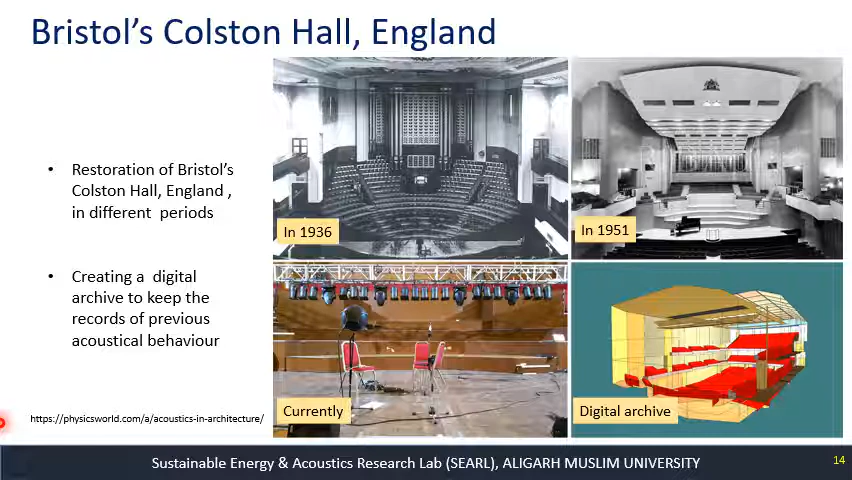 Bristol's Colston Hall, England
• Restoration of Bristol's
Colston Hall, England ,
in different periods
• Creating a digital
archive to keep the
records of previous
acoustical behaviour
In 1936
In 1951
Currently
Digital archive
https://physicsworld.com/a/acoustics-in-architecture/
Sustainable Energy & Acoustics Research Lab (SEARL), ALIGARH MUSLIM UNIVERSITY
14